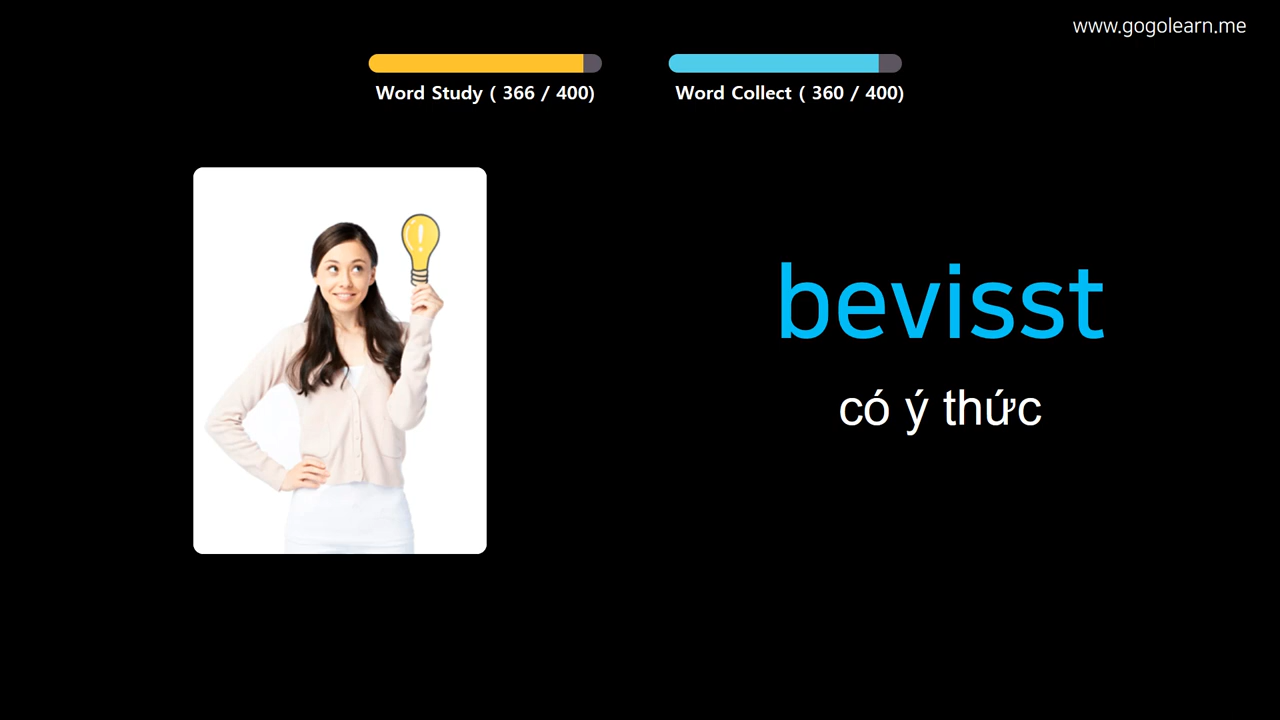 www.gogolearn.me
Word Study ( 366 / 400)
Word Collect ( 360 / 400)
bevisst
có ý thức